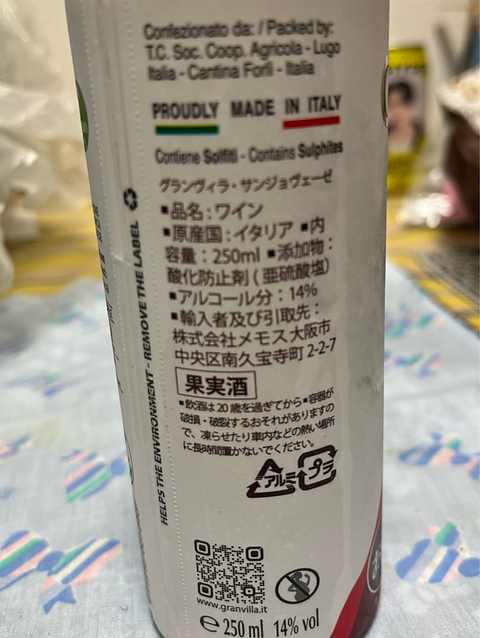 Confezionato da: / Packed by:
T.C. Soc. Coop. Agricola - Lugo
Italia - Cantina Forlì - Italia
PROUDLY MADE IN ITALY
Contiene Solfiti - Contains Sulphites
グランヴィラ・サンジョヴェーゼ
■品名：ワイン
■原産国：イタリア ■内
容量：250ml ■添加物：
酸化防止剤（亜硫酸塩）
■アルコール分：14%
■輸入者及び引取先：
株式会社メモス大阪市
中央区南久宝寺町 2-2-7
果実酒
■飲酒は20歳を過ぎてから■容器が
破損・破裂するおそれがありますの
で、凍らせたり車内などの熱い場所
に長時間置かないでください。
アルミ プラ
www.granvilla.it
e 250 ml 14% vol
HELPS THE ENVIRONMENT - REMOVE THE LABEL